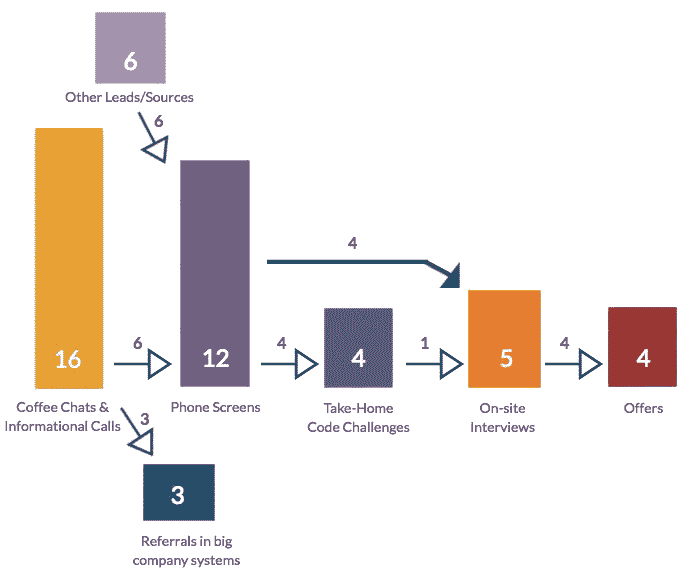 6
Other Leads/Sources
6
16
Coffee Chats &
Informational Calls
6
3
3
Referrals in big
company systems
12
Phone Screens
4
4
4
Take-Home
Code Challenges
1
5
On-site
Interviews
4
4
Offers